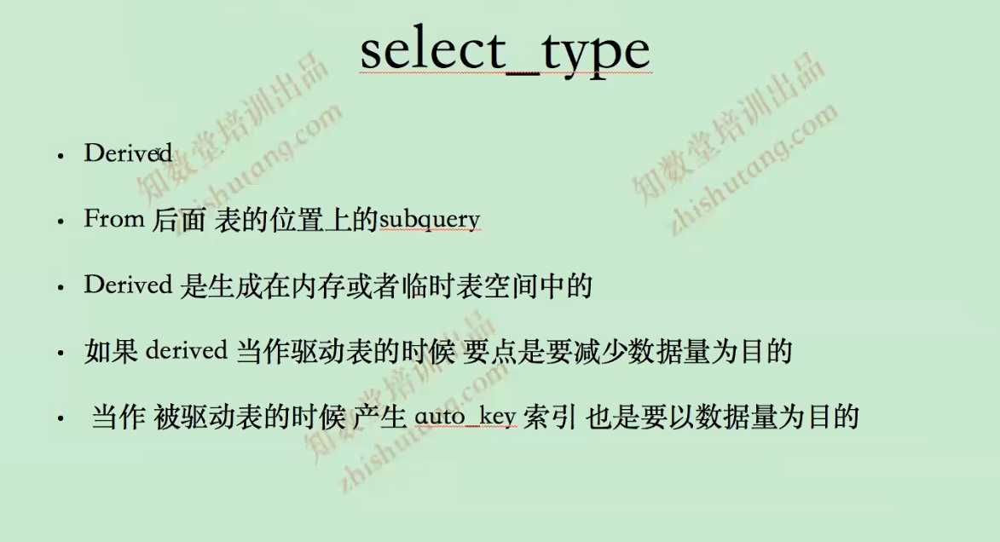 select_type
知数堂培训出品
zhishutang.com
知数堂培训出品
zhishutang.com
• Derived
• From 后面 表的位置上的subquery
• Derived 是生成在内存或者临时表空间中的
• 如果 derived 当作驱动表的时候 要点是要减少数据量为目的
• 当作 被驱动表的时候 产生 auto_key 索引 也是要以数据量为目的
知数堂培训出品
zhishutang.com